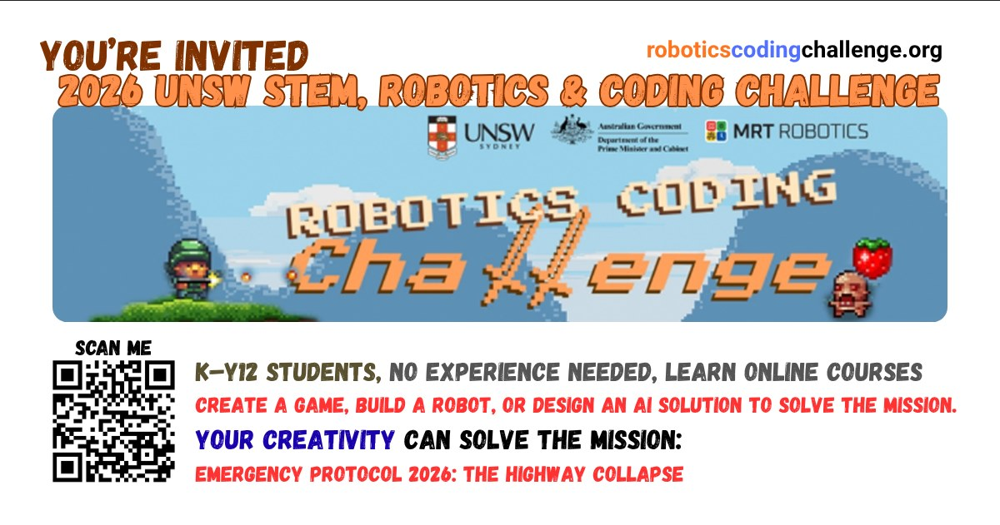 YOU'RE INVITED
roboticscodingchallenge.org
2026 UNSW STEM, ROBOTICS & CODING CHALLENGE
UNSW
SYDNEY
Australian Government
Department of the
Prime Minister and Cabinet
MRT ROBOTICS
ROBOTICS CODING
Challenge
SCAN ME
K–Y12 STUDENTS, NO EXPERIENCE NEEDED, LEARN ONLINE COURSES
CREATE A GAME, BUILD A ROBOT, OR DESIGN AN AI SOLUTION TO SOLVE THE MISSION.
YOUR CREATIVITY CAN SOLVE THE MISSION:
EMERGENCY PROTOCOL 2026: THE HIGHWAY COLLAPSE